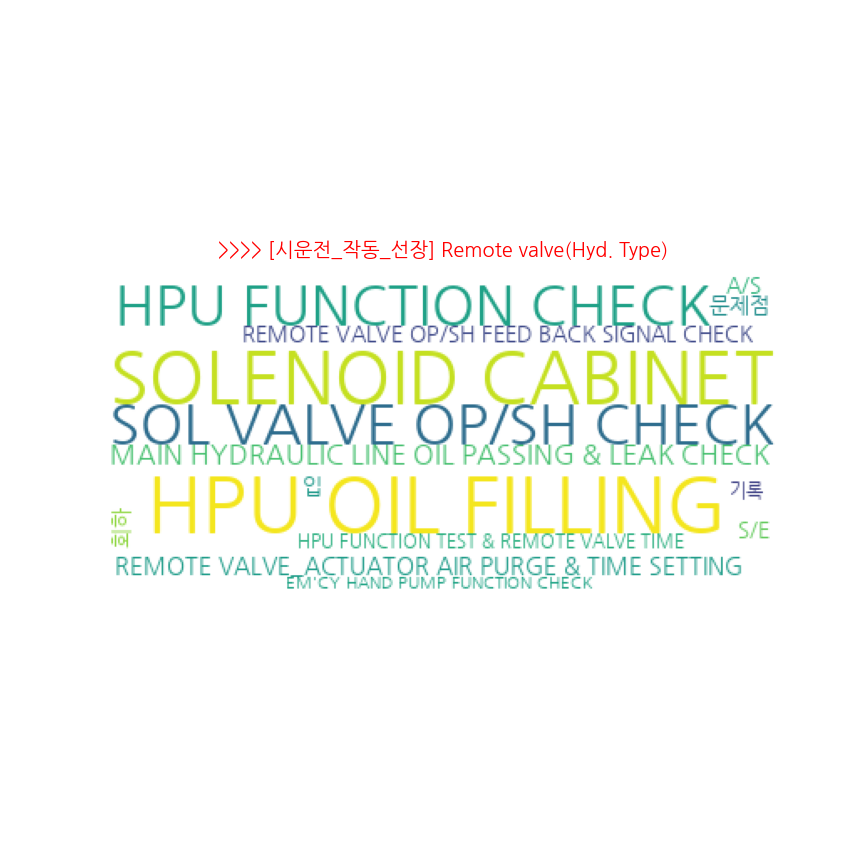 >>>> [시운전_작동_선장] Remote valve(Hyd. Type)
A/S
HPU FUNCTION CHECK
문제점
REMOTE VALVE OP/SH FEED BACK SIGNAL CHECK
SOLENOID CABINET
SOL VALVE OP/SH CHECK
MAIN HYDRAULIC LINE OIL PASSING & LEAK CHECK
입
기록
HPU OIL FILLING
회하
S/E
HPU FUNCTION TEST & REMOTE VALVE TIME
REMOTE VALVE_ACTUATOR AIR PURGE & TIME SETTING
EM'CY HAND PUMP FUNCTION CHECK